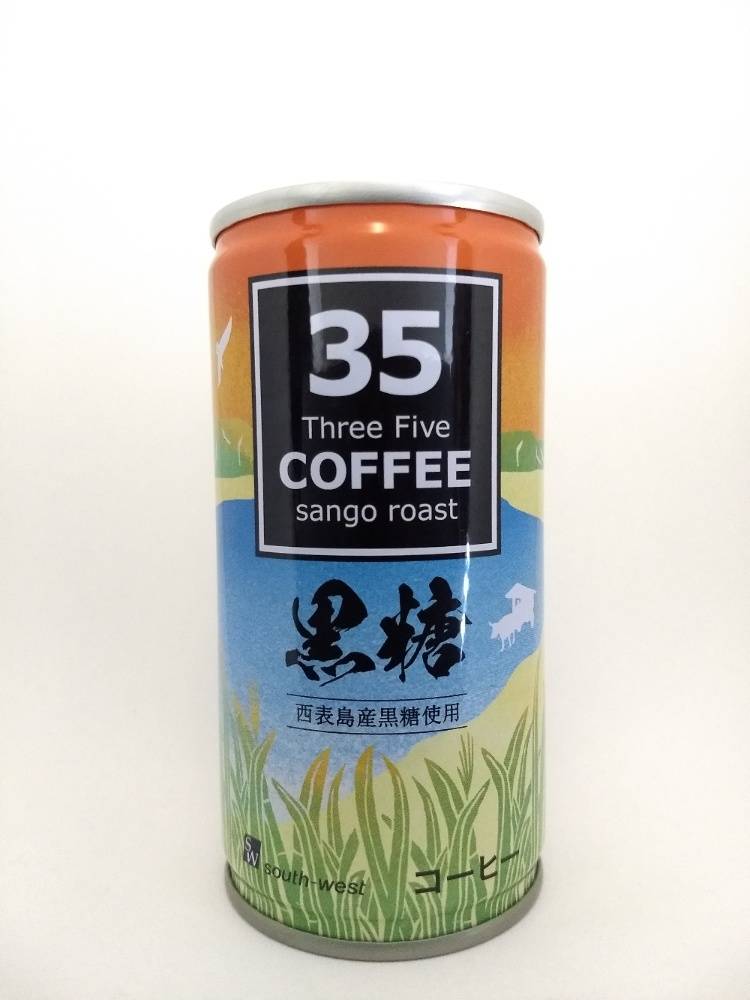 35
Three Five
COFFEE
sango roast
黒糖
西表島産黒糖使用
SW south-west
コーヒー